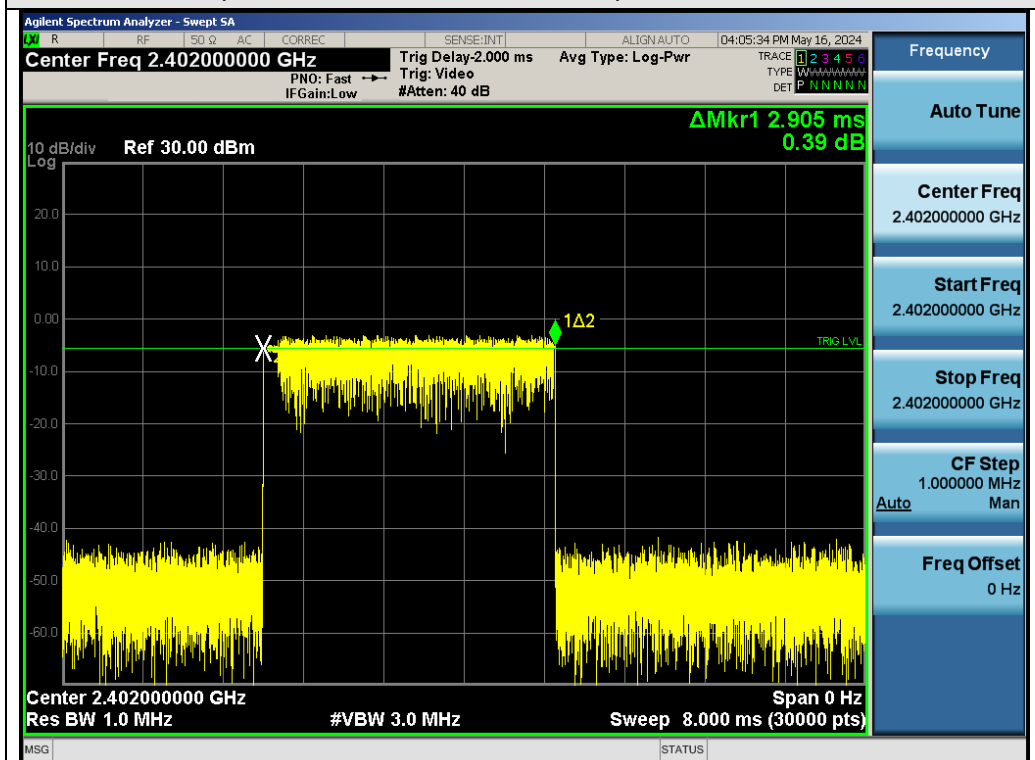 Agilent Spectrum Analyzer - Swept SA
LXI R RF 50 Ω AC CORREC SENSE:INT ALIGN AUTO 04:05:34 PM May 16, 2024
Center Freq 2.402000000 GHz
Trig Delay-2.000 ms Avg Type: Log-Pwr TRACE 1 2 3 4 5 6
PNO: Fast Trig: Video TYPE WWWWWW
IFGain:Low #Atten: 40 dB DET P N N N N N
ΔMkr1 2.905 ms
0.39 dB
10 dB/div Ref 30.00 dBm
Log
20.0
10.0
0.00
1Δ2
TRIG LVL
-10.0
-20.0
-40.0
-50.0
-60.0
Center 2.402000000 GHz Span 0 Hz
Res BW 1.0 MHz #VBW 3.0 MHz Sweep 8.000 ms (30000 pts)
MSG STATUS
Frequency
Auto Tune
Center Freq
2.402000000 GHz
Start Freq
2.402000000 GHz
Stop Freq
2.402000000 GHz
CF Step
1.000000 MHz
Auto Man
Freq Offset
0 Hz